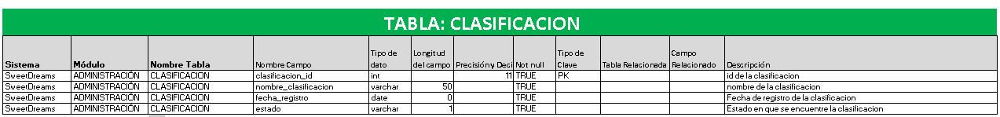 TABLA: CLASIFICACION
Sistema Módulo Nombre Tabla Nombre Campo Tipo de dato Longitud del campo Precisión y Deci Not null Tipo de Clave Tabla Relacionada Campo Relacionado Descripción
SweetDreams ADMINISTRACIÓN CLASIFICACION clasificacion_id int 11 TRUE PK id de la clasificacion
SweetDreams ADMINISTRACIÓN CLASIFICACION nombre_clasificacion varchar 50 TRUE nombre de la clasificacion
SweetDreams ADMINISTRACIÓN CLASIFICACION fecha_registro date 0 TRUE Fecha de registro de la clasificacion
SweetDreams ADMINISTRACIÓN CLASIFICACION estado varchar 1 TRUE Estado en que se encuentre la clasificacion